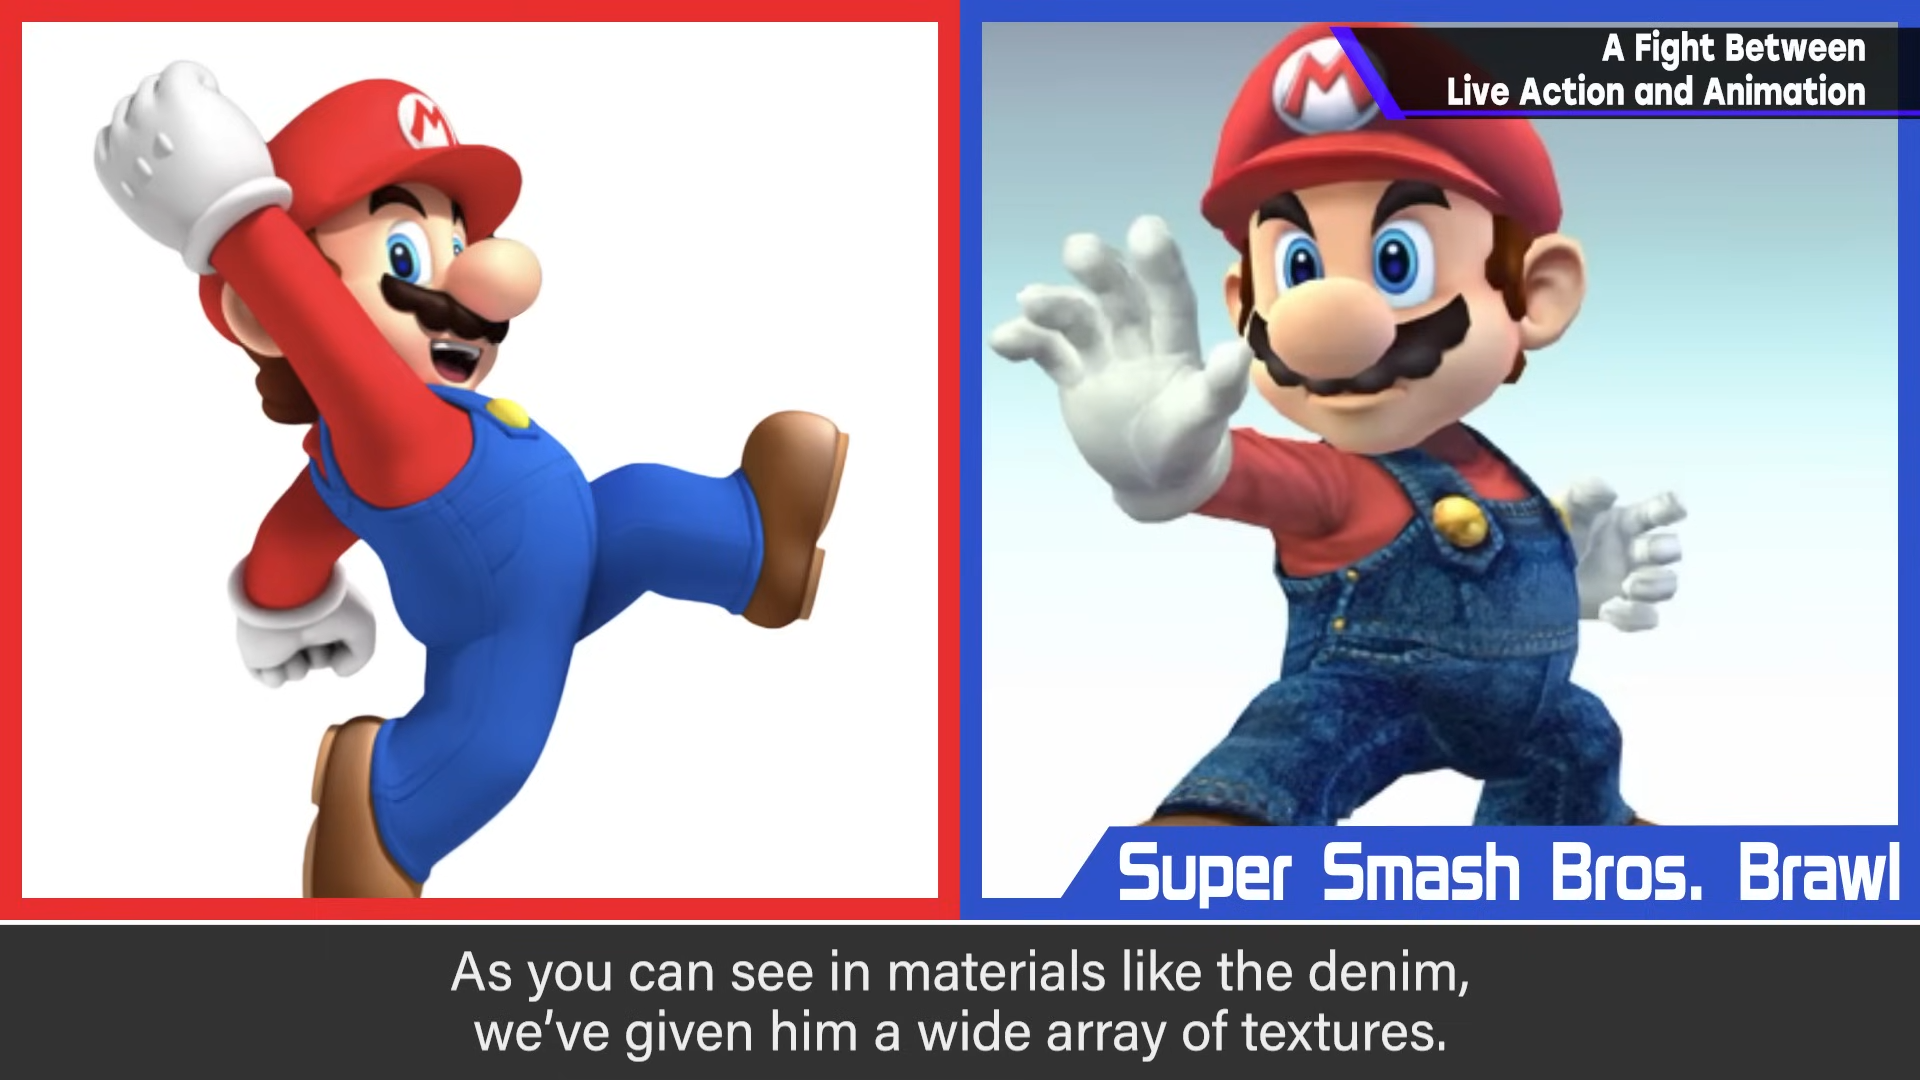 A Fight Between
Live Action and Animation
M
M
Super Smash Bros. Brawl
As you can see in materials like the denim,
we've given him a wide array of textures.